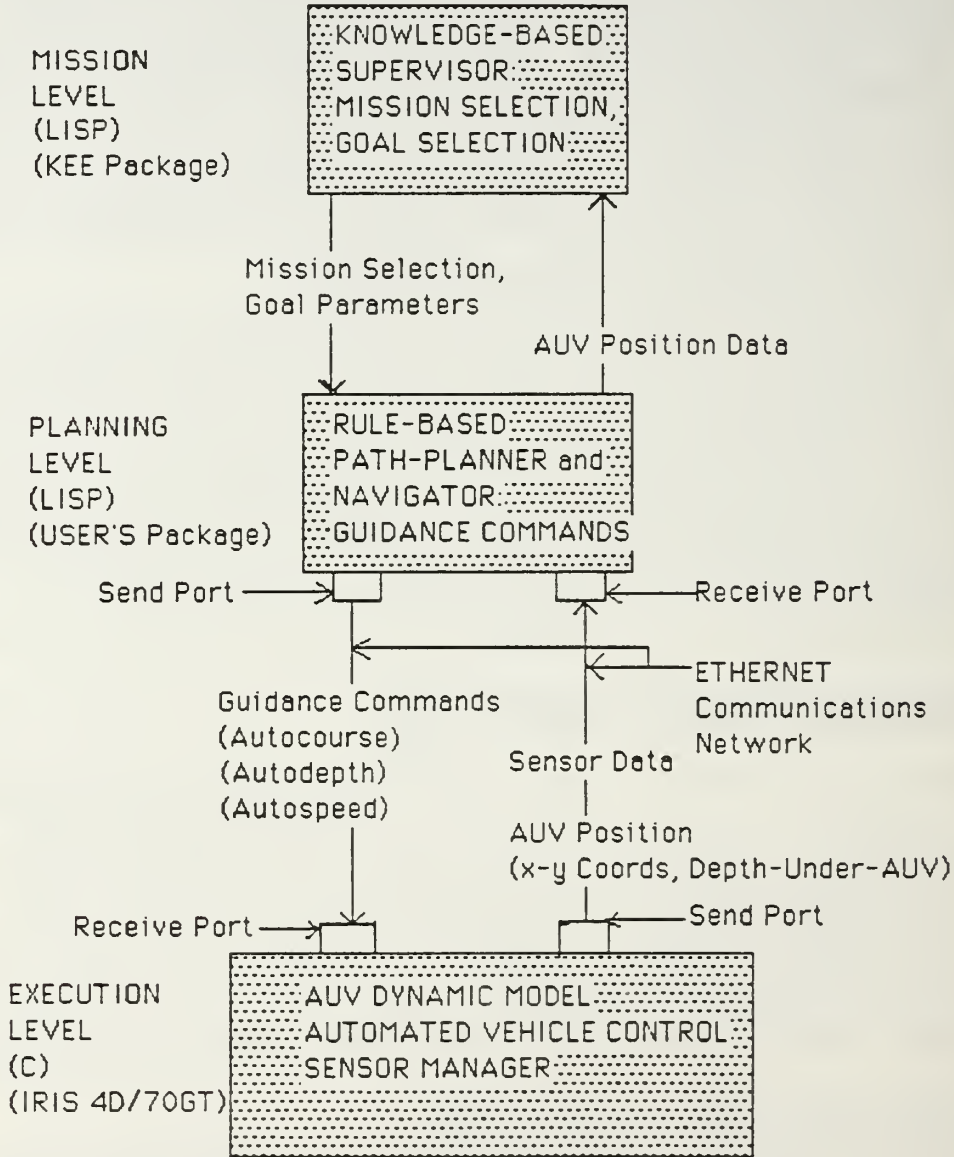 MISSION
LEVEL
(LISP)
(KEE Package)
KNOWLEDGE-BASED
SUPERVISOR:
MISSION SELECTION,
GOAL SELECTION
Mission Selection,
Goal Parameters
AUV Position Data
PLANNING
LEVEL
(LISP)
(USER'S Package)
RULE-BASED
PATH-PLANNER and
NAVIGATOR:
GUIDANCE COMMANDS
Send Port
Receive Port
ETHERNET
Communications
Network
Guidance Commands
(Autocourse)
(Autodepth)
(Autospeed)
Sensor Data
AUV Position
(x-y Coords, Depth-Under-AUV)
Receive Port
Send Port
EXECUTION
LEVEL
(C)
(IRIS 4D/70GT)
AUV DYNAMIC MODEL
AUTOMATED VEHICLE CONTROL
SENSOR MANAGER